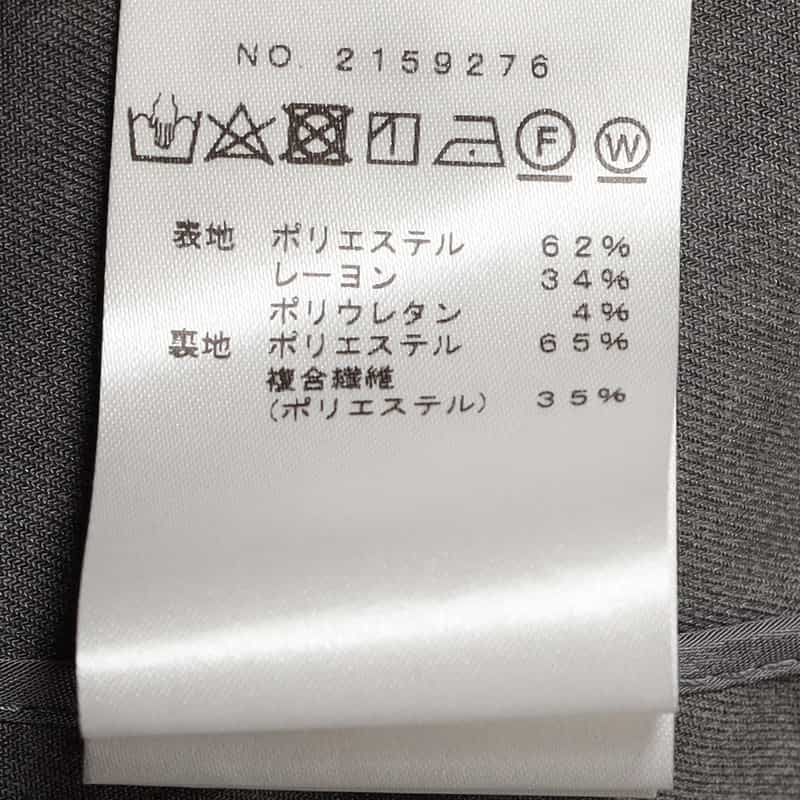 NO. 2159276
F W
表地 ポリエステル 62%
レーヨン 34%
ポリウレタン 4%
裏地 ポリエステル 65%
複合繊維
(ポリエステル) 35%